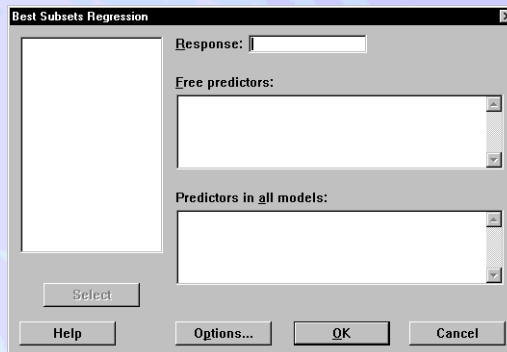 Best Subsets Regression
Response:
Free predictors:
Predictors in all models:
Select
Help
Options...
OK
Cancel